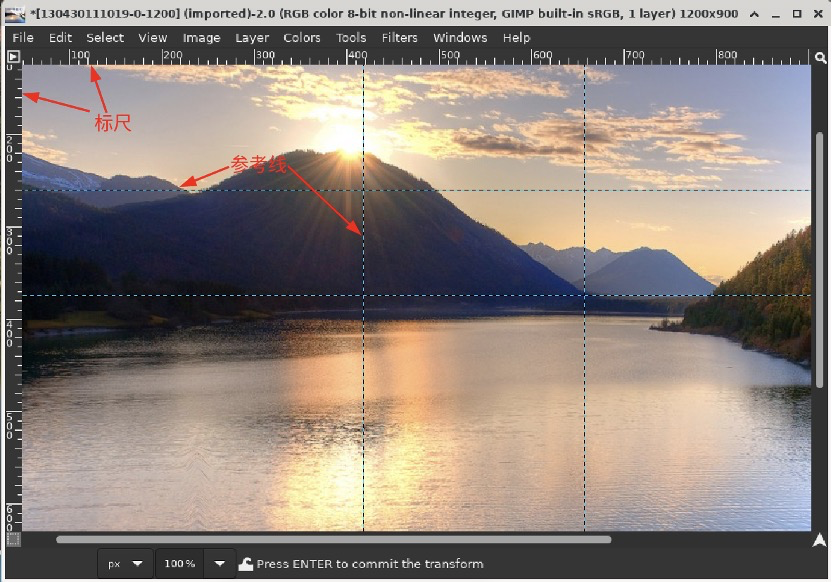 *[130430111019-0-1200] (imported)-2.0 (RGB color 8-bit non-linear integer, GIMP built-in sRGB, 1 layer) 1200x900
File Edit Select View Image Layer Colors Tools Filters Windows Help
100 200 300 400 500 600 700 800
0
标尺
200
参考线
300
400
500
600
px 100 % Press ENTER to commit the transform